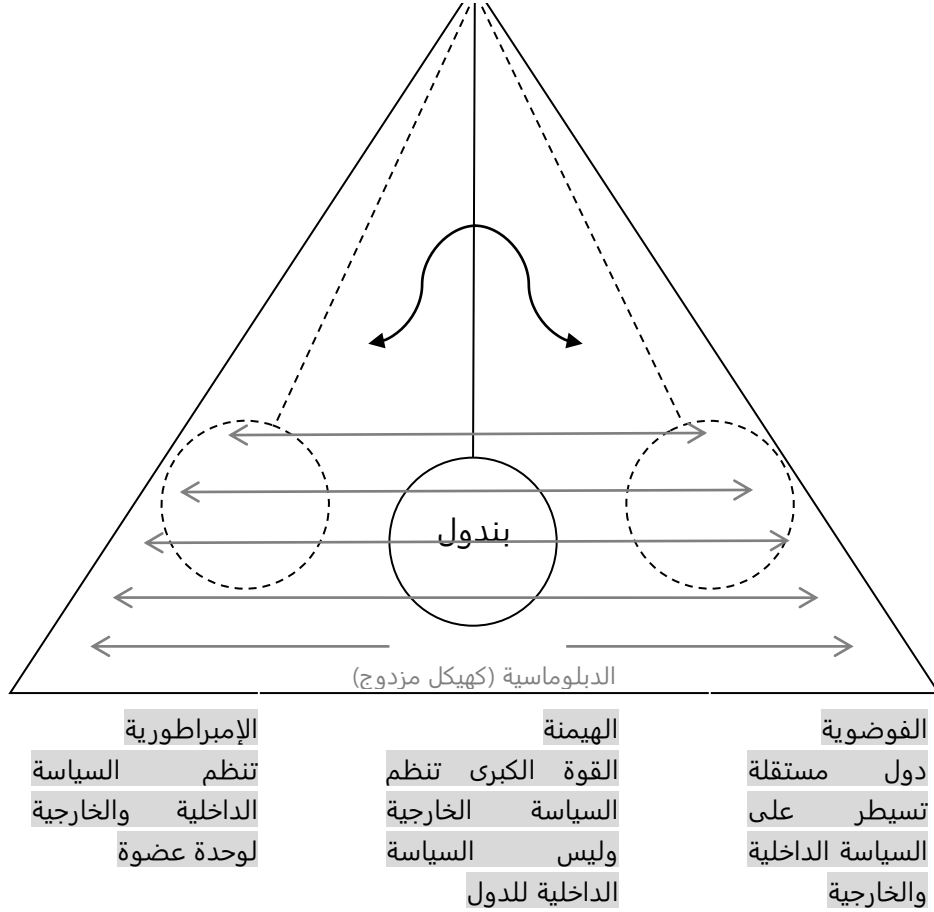 بندول
الدبلوماسية (كهيكل مزدوج)
الفوضوية
دول مستقلة
تسيطر على
السياسة الداخلية
والخارجية
الهيمنة
القوة الكبرى تنظم
السياسة الخارجية
وليس السياسة
الداخلية للدول
الإمبراطورية
تنظم السياسة
الداخلية والخارجية
لوحدة عضوة